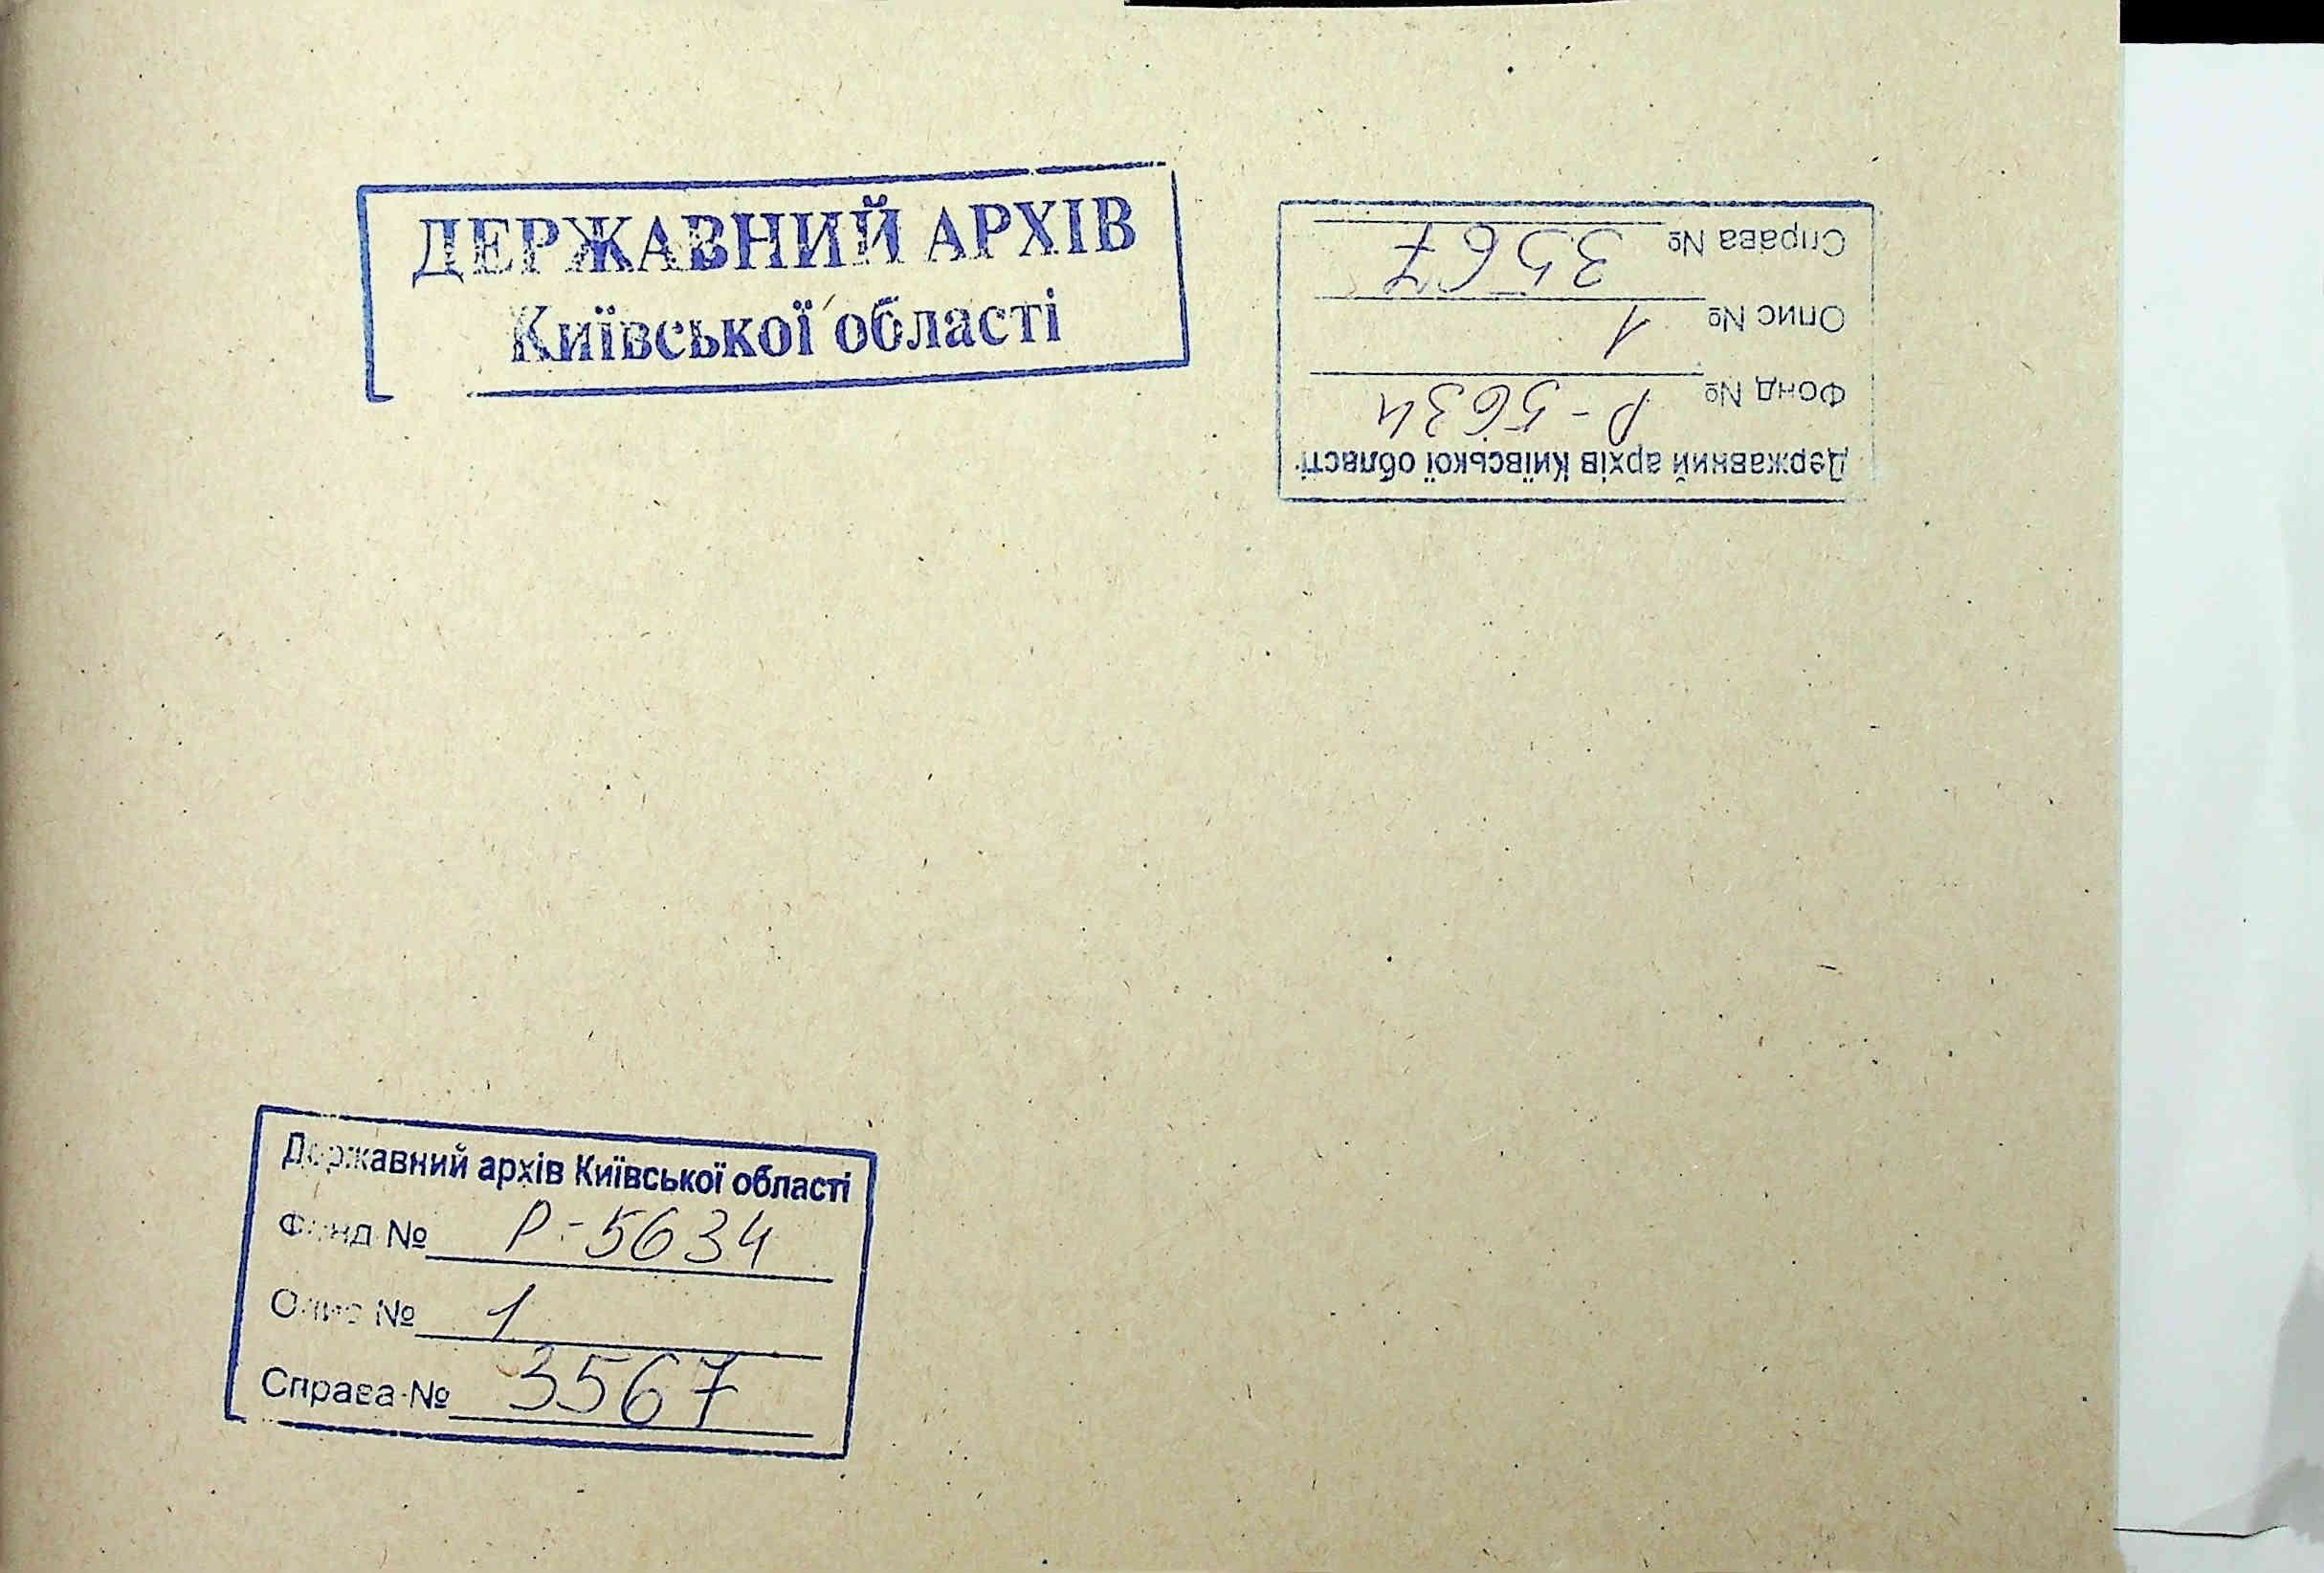 ДЕРЖАВНИЙ АРХІВ
Київської області
Державний архів Київської області
Фонд № Р-5634
Опис № 1
Справа № 3567
Державний архів Київської області
Фонд № Р-5634
Опис № 1
Справа № 3567